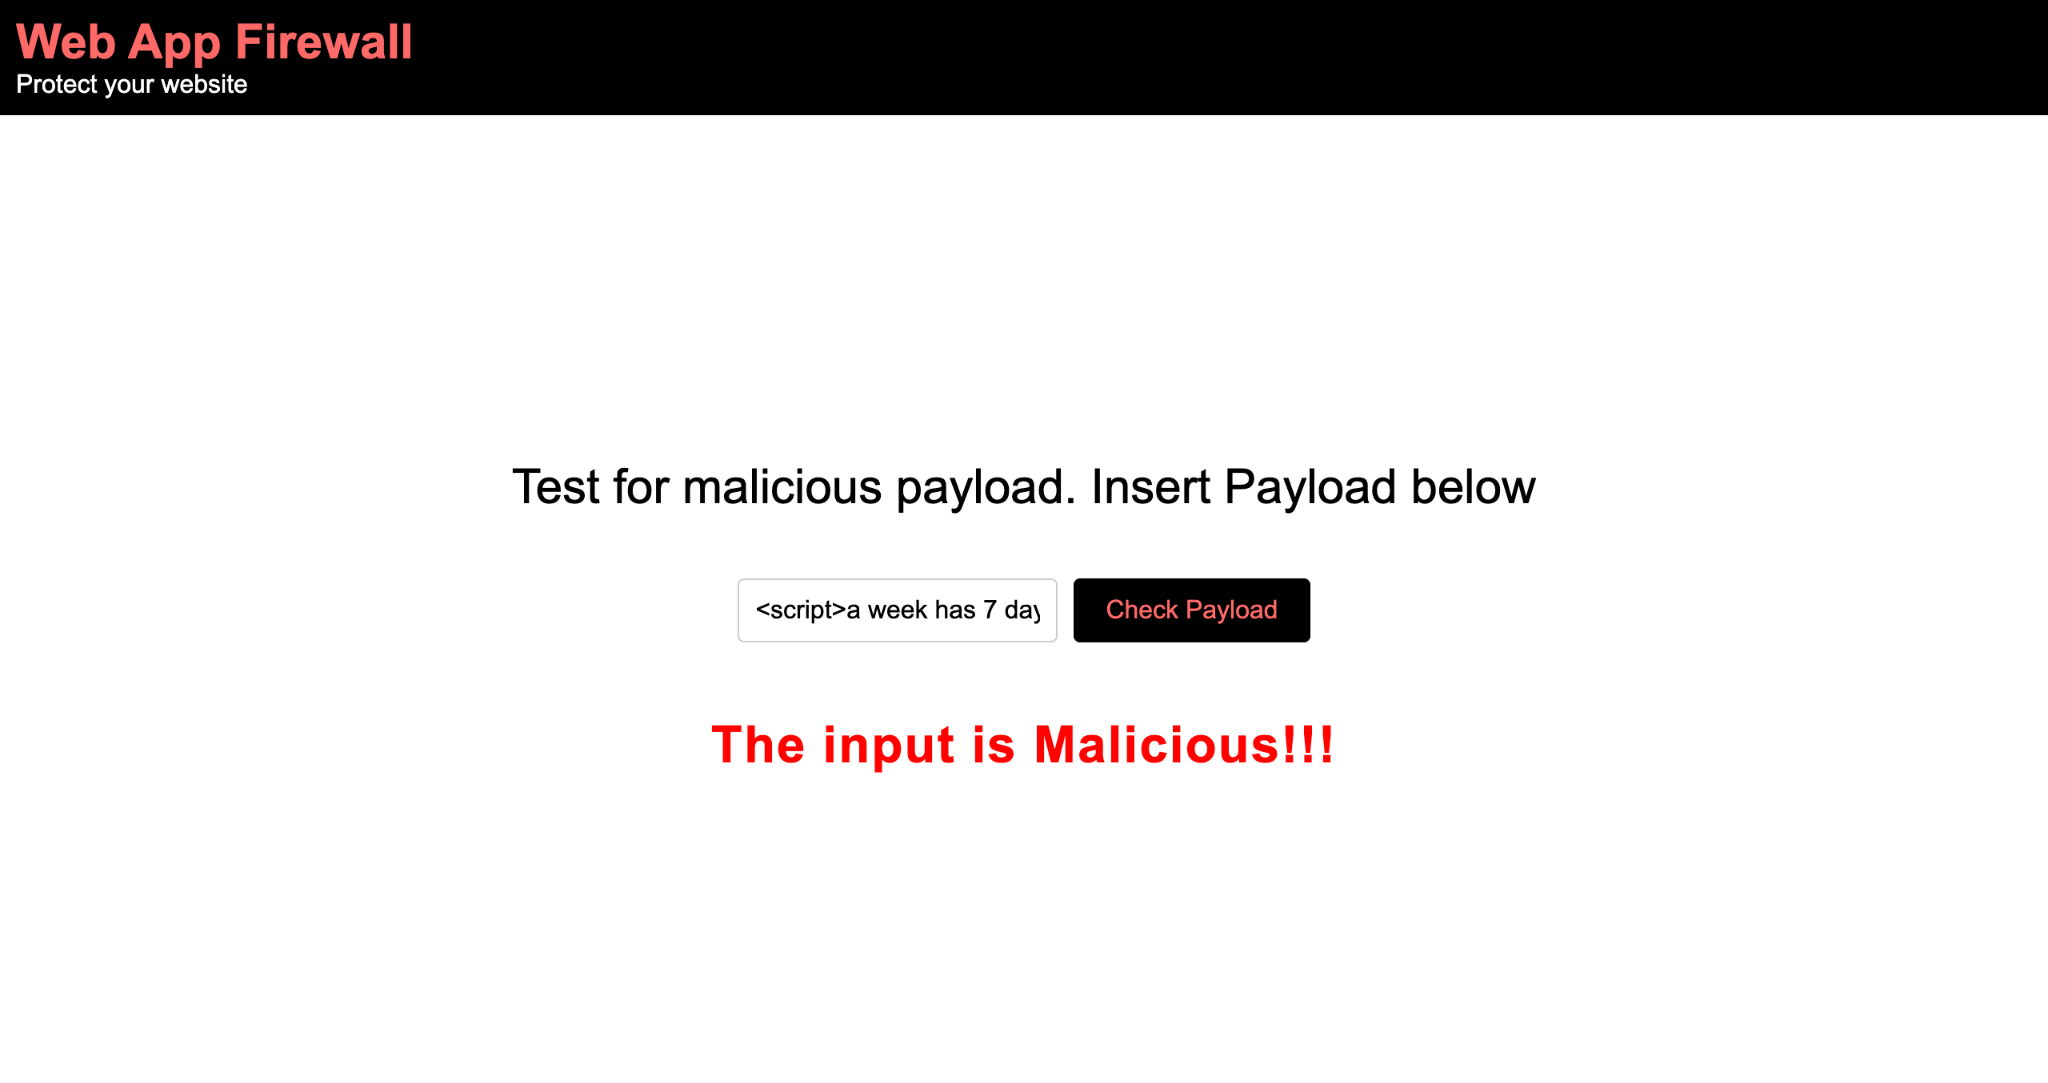 Web App Firewall
Protect your website
Test for malicious payload. Insert Payload below
<script>a week has 7 day
Check Payload
The input is Malicious!!!